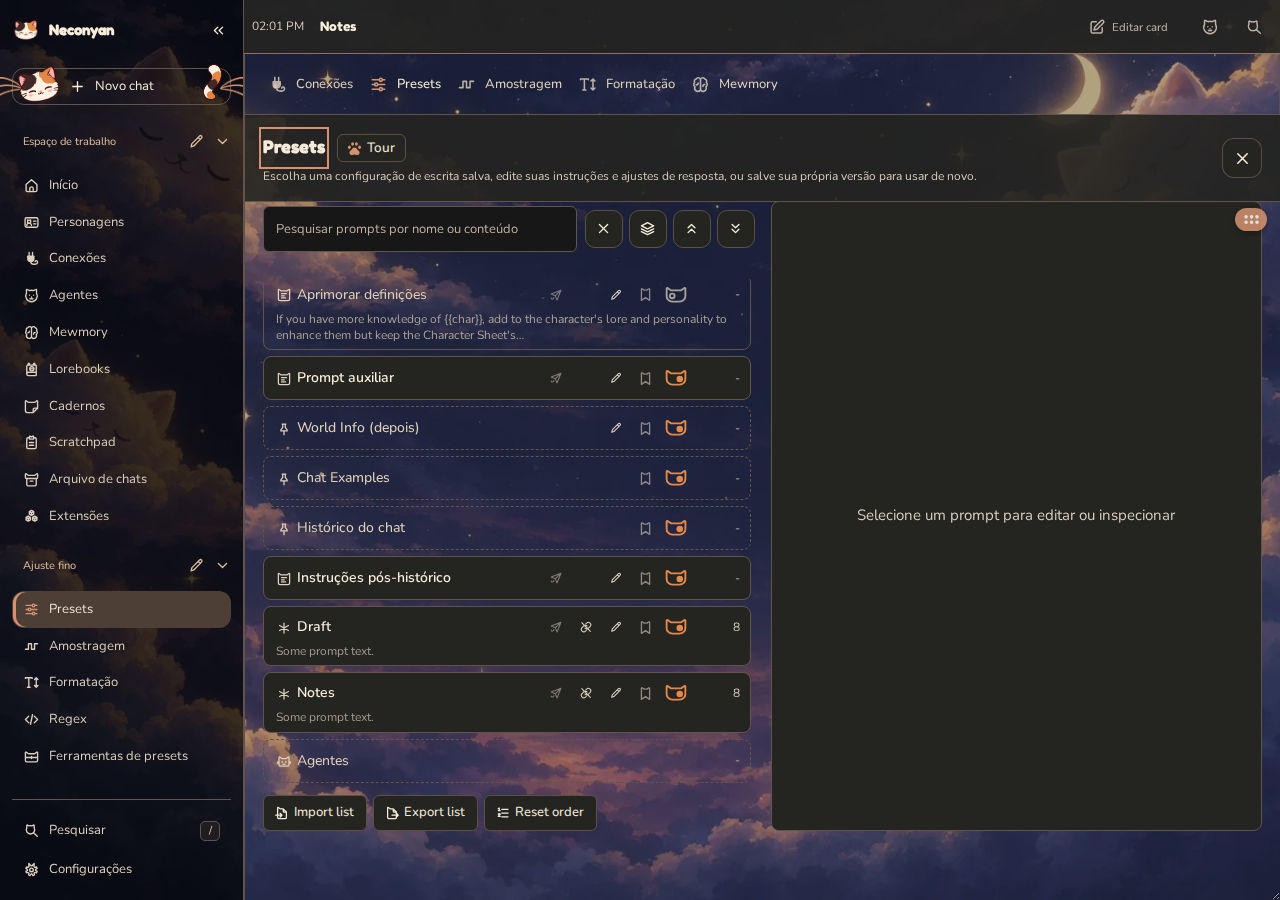 Neconyan
Novo chat
Espaço de trabalho
Início
Personagens
Conexões
Agentes
Mewmory
Lorebooks
Cadernos
Scratchpad
Arquivo de chats
Extensões
Ajuste fino
Presets
Amostragem
Formatação
Regex
Ferramentas de presets
Pesquisar /
Configurações
02:01 PM Notes Editar card
Conexões Presets Amostragem Formatação Mewmory
Presets Tour
Escolha uma configuração de escrita salva, edite suas instruções e ajustes de resposta, ou salve sua própria versão para usar de novo.
Pesquisar prompts por nome ou conteúdo
Aprimorar definições -
If you have more knowledge of {{char}}, add to the character's lore and personality to
enhance them but keep the Character Sheet's...
Prompt auxiliar -
World Info (depois) -
Chat Examples -
Histórico do chat -
Instruções pós-histórico -
Draft 8
Some prompt text.
Notes 8
Some prompt text.
Agentes -
Import list Export list Reset order
Selecione um prompt para editar ou inspecionar